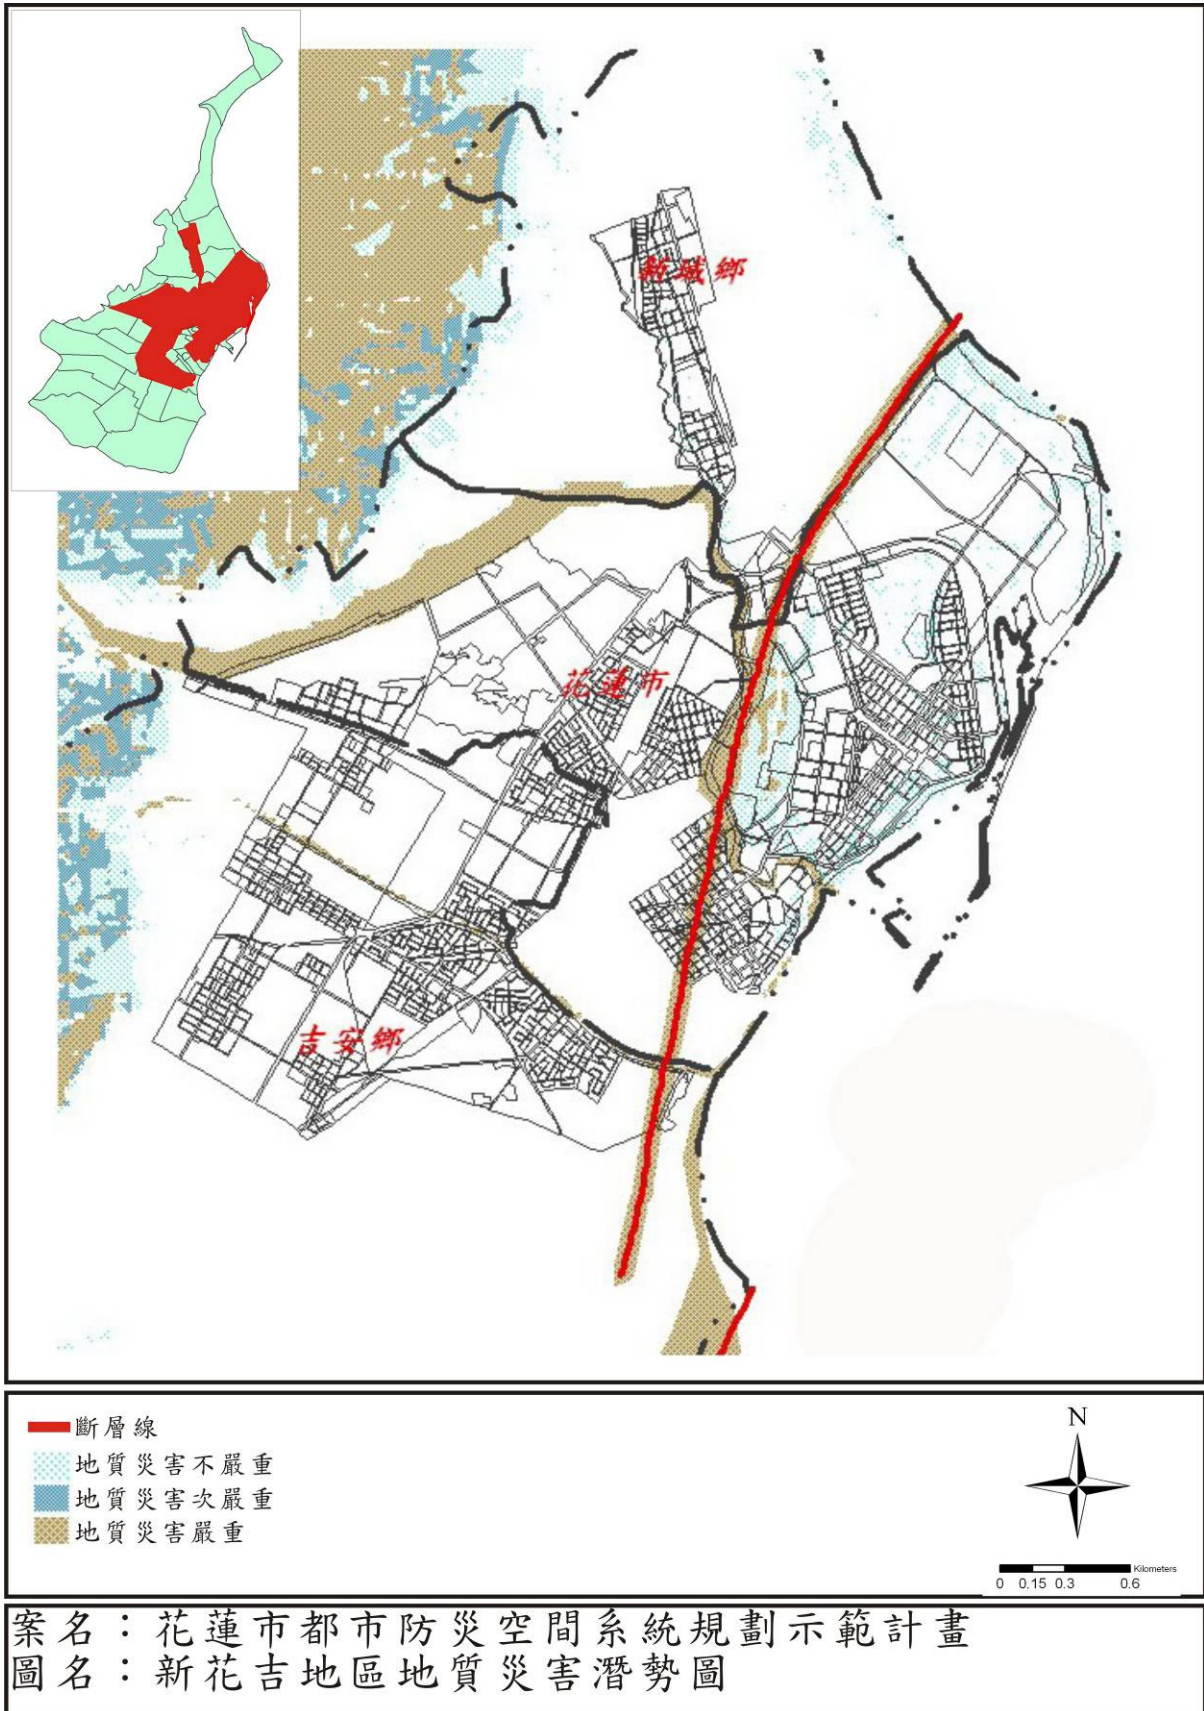 新城鄉
花蓮市
吉安鄉
斷層線
地質災害不嚴重
地質災害次嚴重
地質災害嚴重
N
Kilometers
0 0.15 0.3 0.6
案名：花蓮市都市防災空間系統規劃示範計畫
圖名：新花吉地區地質災害潛勢圖